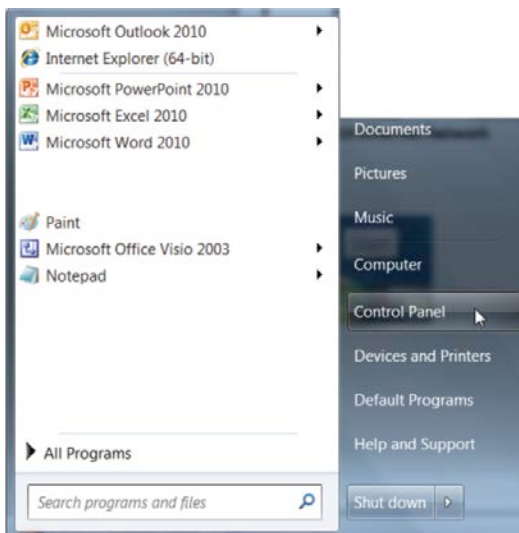 Microsoft Outlook 2010
Internet Explorer (64-bit)
Microsoft PowerPoint 2010
Microsoft Excel 2010
Microsoft Word 2010
Paint
Microsoft Office Visio 2003
Notepad
All Programs
Search programs and files
Documents
Pictures
Music
Computer
Control Panel
Devices and Printers
Default Programs
Help and Support
Shut down